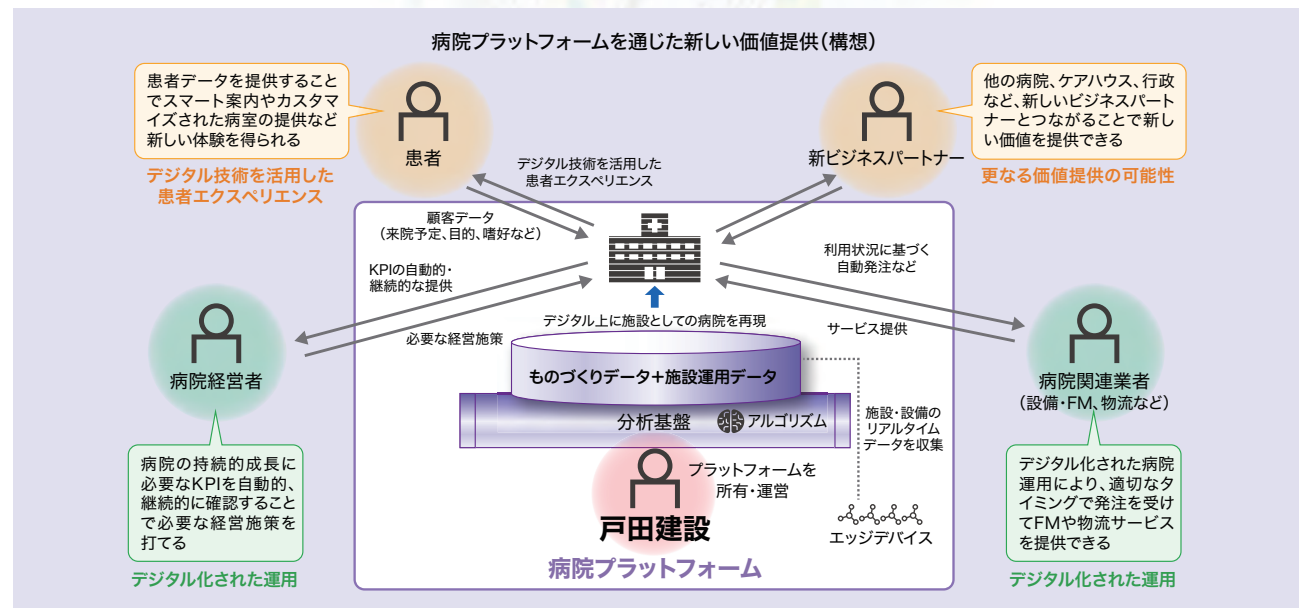 病院プラットフォームを通じた新しい価値提供（構想）
患者データを提供すること
でスマート案内やカスタマ
イズされた病室の提供など
新しい体験を得られる
患者
デジタル技術を活用した
患者エクスペリエンス
他の病院、ケアハウス、行政
など、新しいビジネスパート
ナーとつながることで新し
い価値を提供できる
新ビジネスパートナー
更なる価値提供の可能性
デジタル技術を活用した
患者エクスペリエンス
顧客データ
（来院予定、目的、嗜好など）
KPIの自動的・
継続的な提供
必要な経営施策
利用状況に基づく
自動発注など
サービス提供
デジタル上に施設としての病院を再現
ものづくりデータ＋施設運用データ
分析基盤
アルゴリズム
施設・設備の
リアルタイム
データを収集
プラットフォームを
所有・運営
戸田建設
エッジデバイス
病院プラットフォーム
病院経営者
病院の持続的成長に
必要なKPIを自動的、
継続的に確認すること
で必要な経営施策を
打てる
デジタル化された運用
病院関連業者
（設備・FM、物流など）
デジタル化された病院
運用により、適切なタ
イミングで発注を受け
てFMや物流サービス
を提供できる
デジタル化された運用